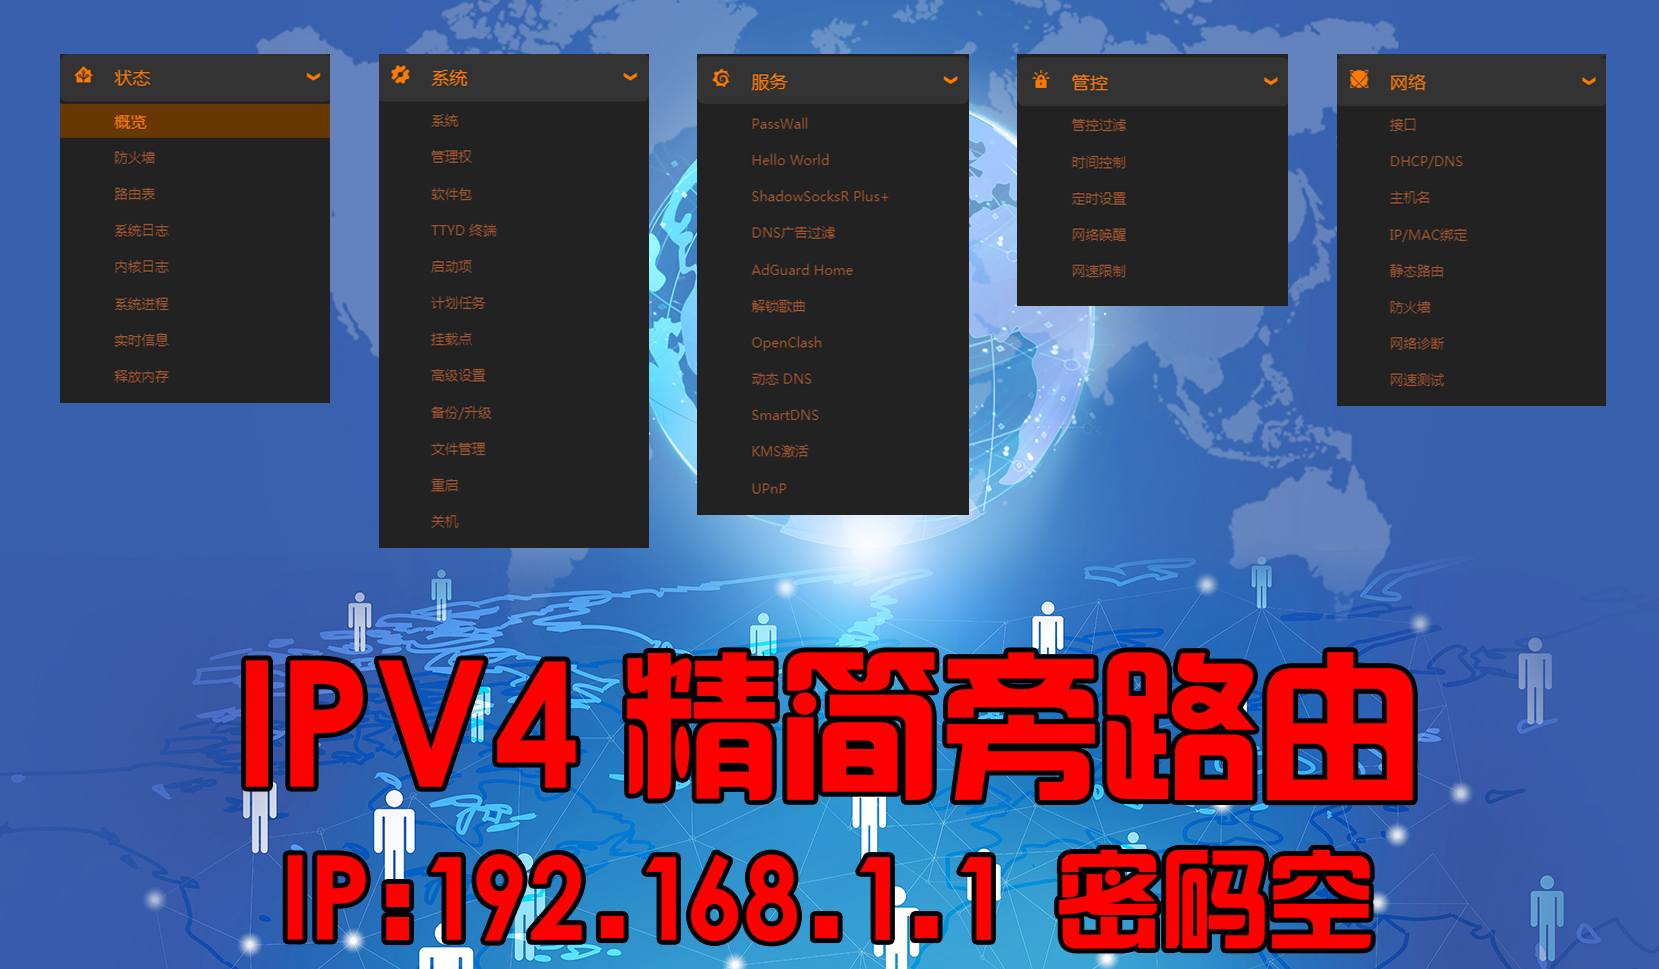 状态
概览
防火墙
路由表
系统日志
内核日志
系统进程
实时信息
释放内存
系统
系统
管理权
软件包
TTYD 终端
启动项
计划任务
挂载点
高级设置
备份/升级
文件管理
重启
关机
服务
PassWall
Hello World
ShadowSocksR Plus+
DNS广告过滤
AdGuard Home
解锁歌曲
OpenClash
动态 DNS
SmartDNS
KMS激活
UPnP
管控
管控过滤
时间控制
定时设置
网络唤醒
网速限制
网络
接口
DHCP/DNS
主机名
IP/MAC绑定
静态路由
防火墙
网络诊断
网速测试
IPV4 精简旁路由
IP:192.168.1.1 密码空